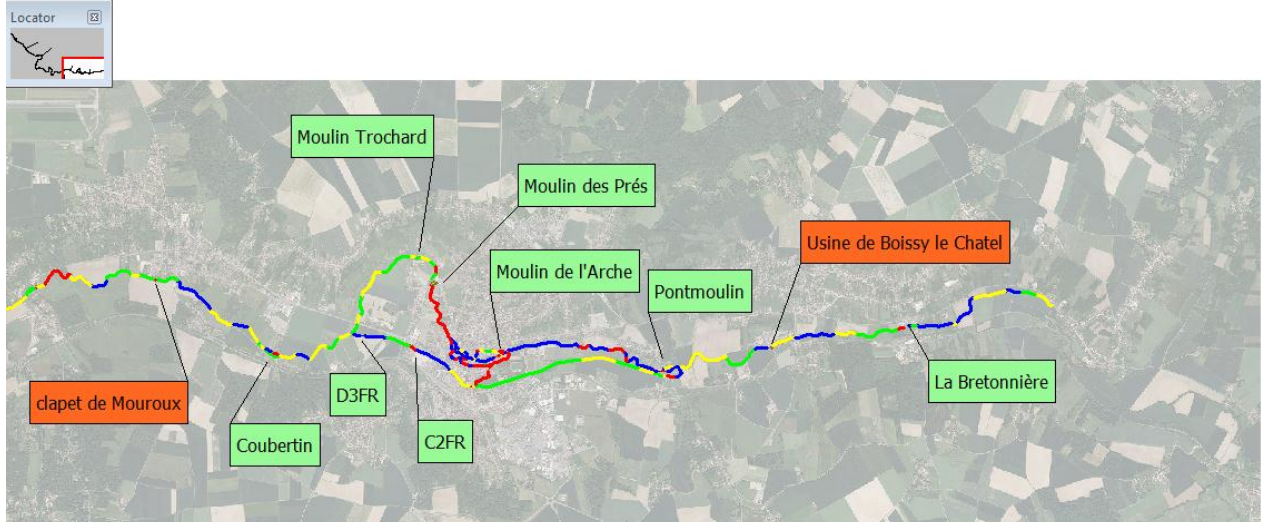 Locator
Moulin Trochard
Moulin des Prés
Usine de Boissy le Chatel
Moulin de l'Arche
Pontmoulin
clapet de Mouroux
D3FR
La Bretonnière
Coubertin
C2FR